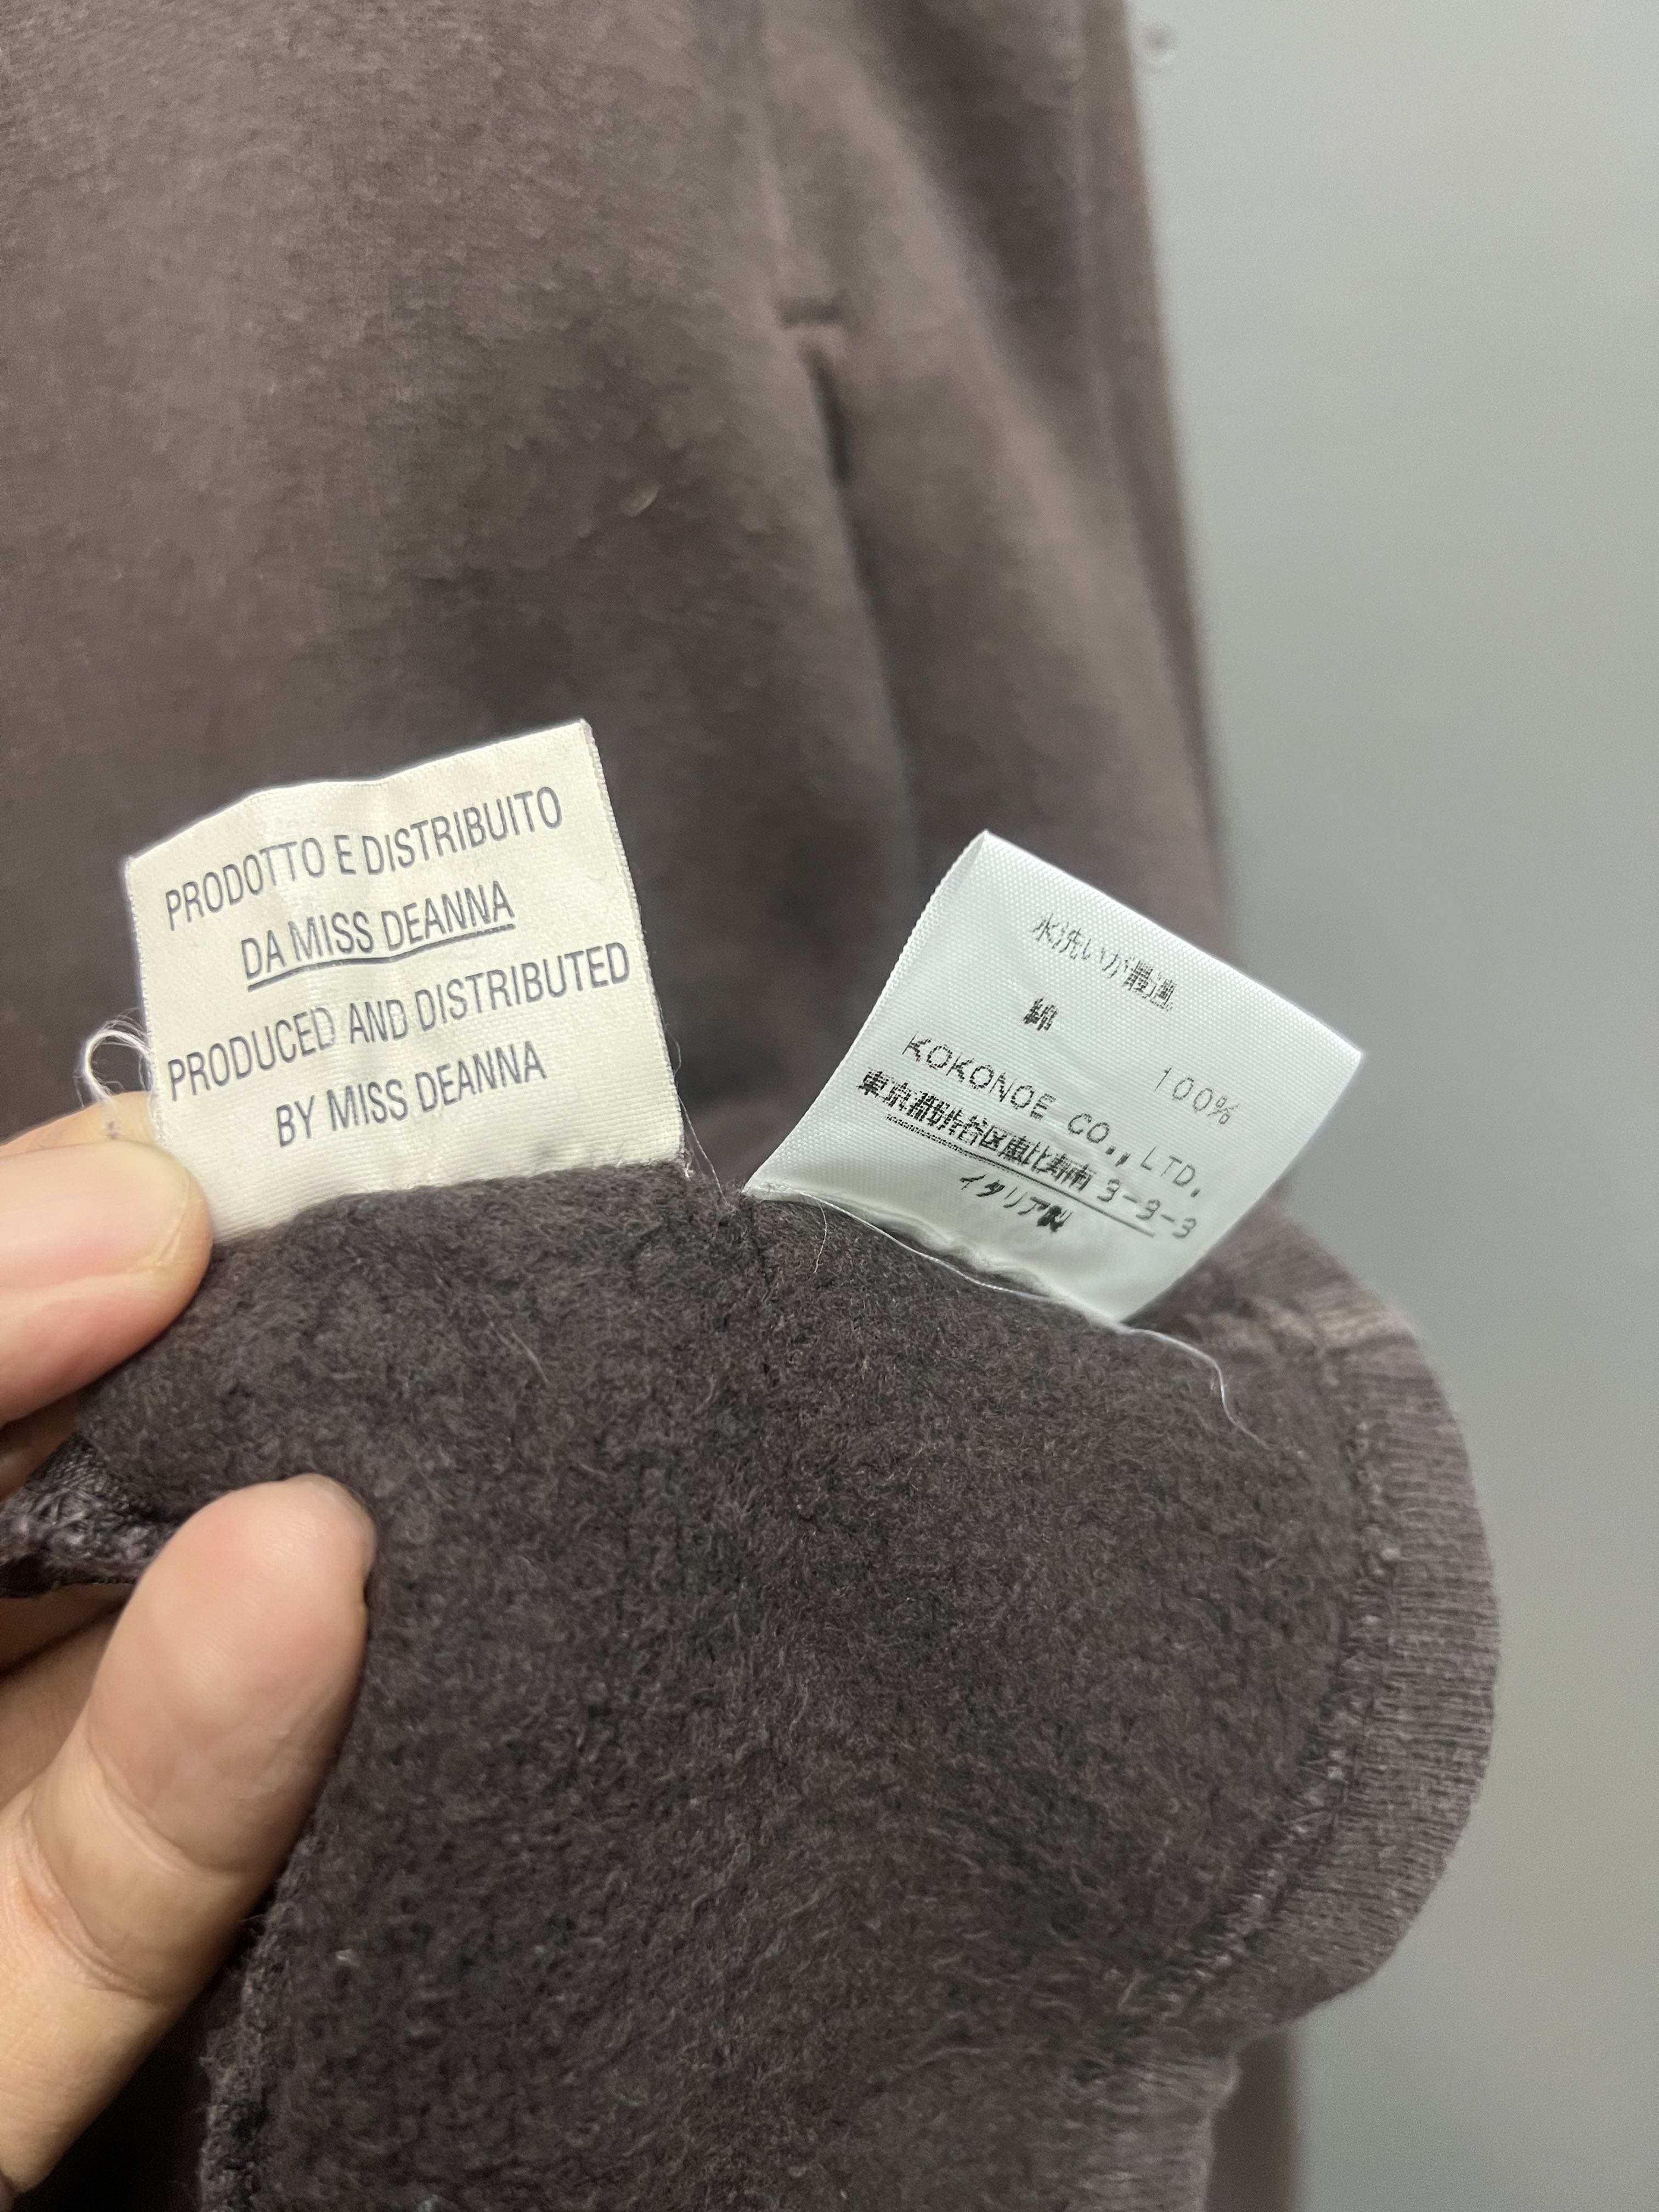 PRODOTTO E DISTRIBUITO
DA MISS DEANNA
PRODUCED AND DISTRIBUTED
BY MISS DEANNA
水洗いが最適
綿 100%
KOKONOE CO.,LTD.
東京都渋谷区恵比寿南 3-3-3
イタリア製